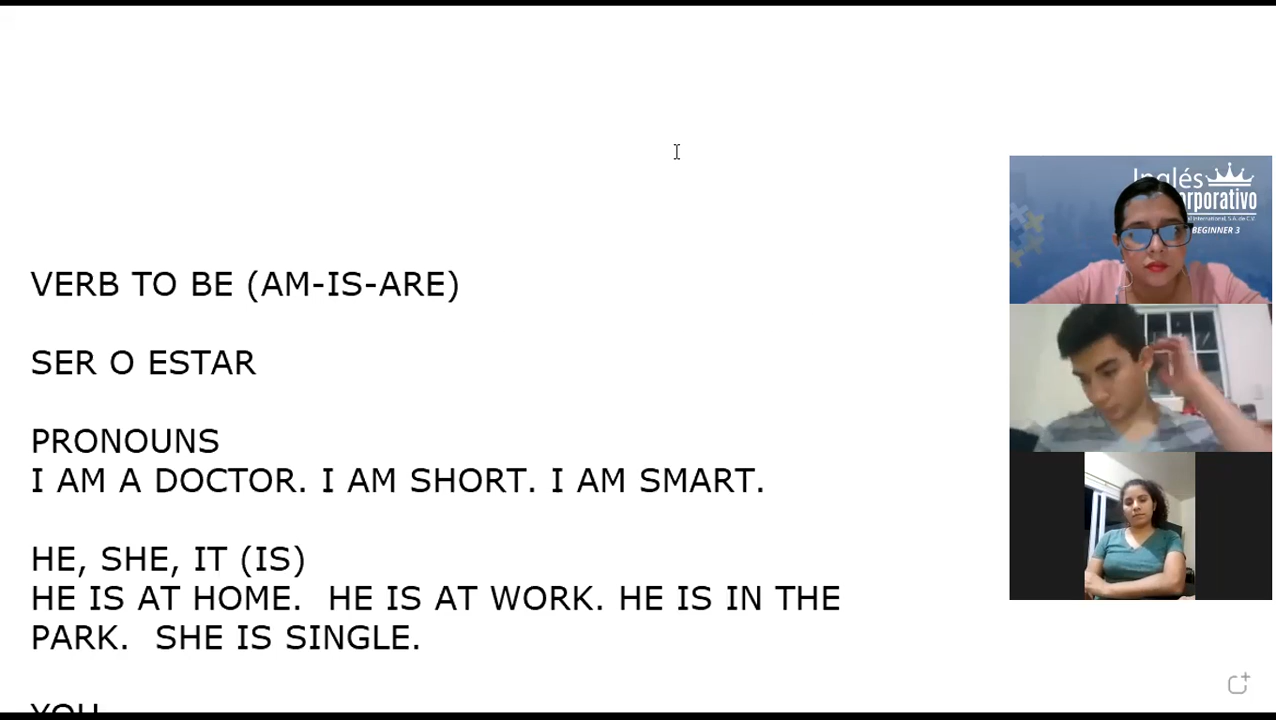 VERB TO BE (AM-IS-ARE)
SER O ESTAR
PRONOUNS
I AM A DOCTOR. I AM SHORT. I AM SMART.
HE, SHE, IT (IS)
HE IS AT HOME. HE IS AT WORK. HE IS IN THE
PARK. SHE IS SINGLE.
YOU
Inglés
BEGINNER 3